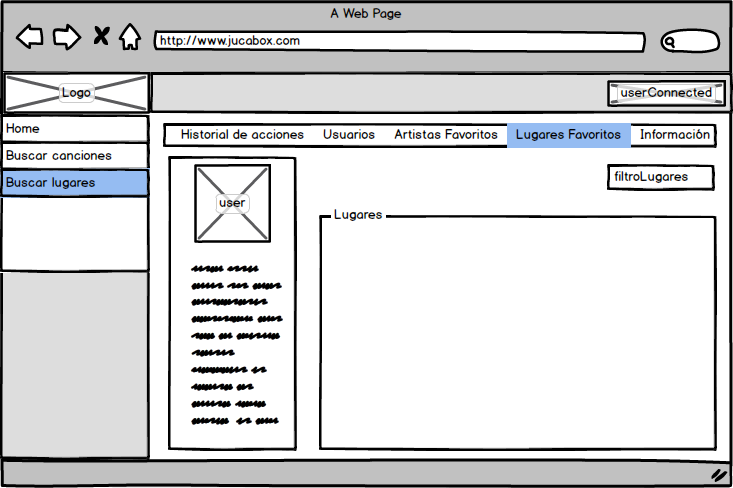 A Web Page
http://www.jucabox.com
Logo
userConnected
Home
Buscar canciones
Buscar lugares
Historial de acciones Usuarios Artistas Favoritos Lugares Favoritos Información
user
filtroLugares
Lugares